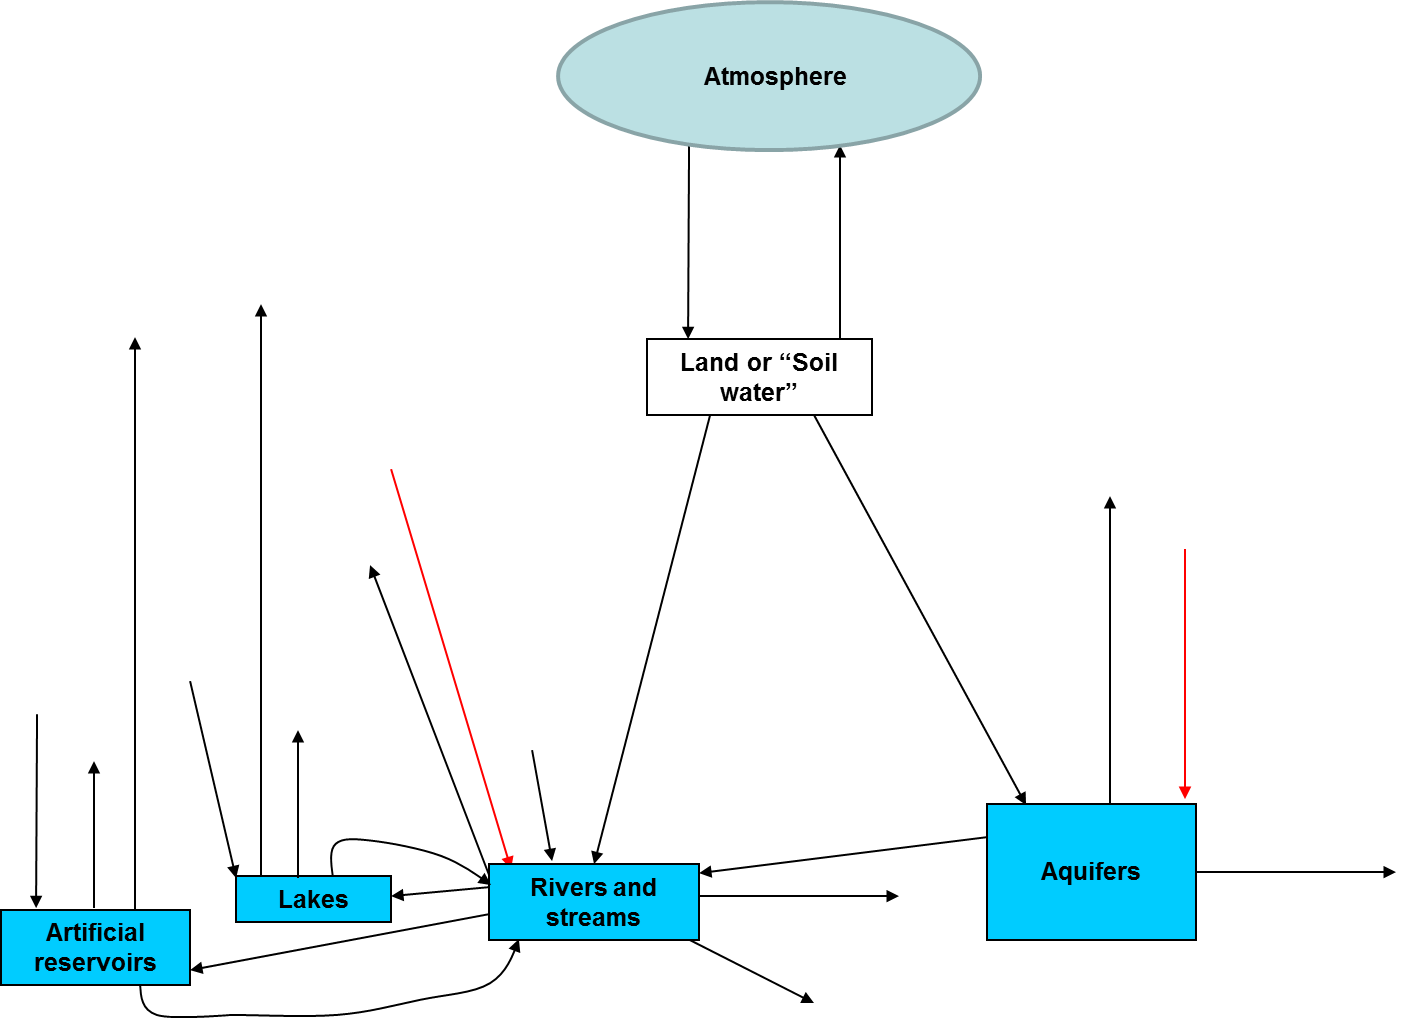 Atmosphere
Land or “Soil
water”
Rivers and
streams
Aquifers
Lakes
Artificial
reservoirs